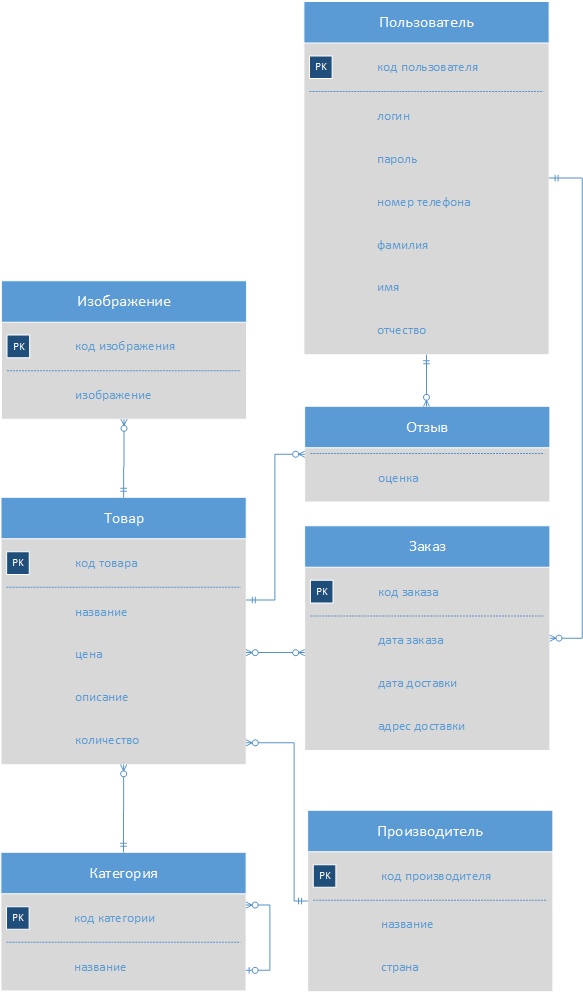 Пользователь
PK код пользователя
логин
пароль
номер телефона
фамилия
имя
отчество
Изображение
PK код изображения
изображение
Отзыв
оценка
Товар
PK код товара
название
цена
описание
количество
Заказ
PK код заказа
дата заказа
дата доставки
адрес доставки
Категория
PK код категории
название
Производитель
PK код производителя
название
страна